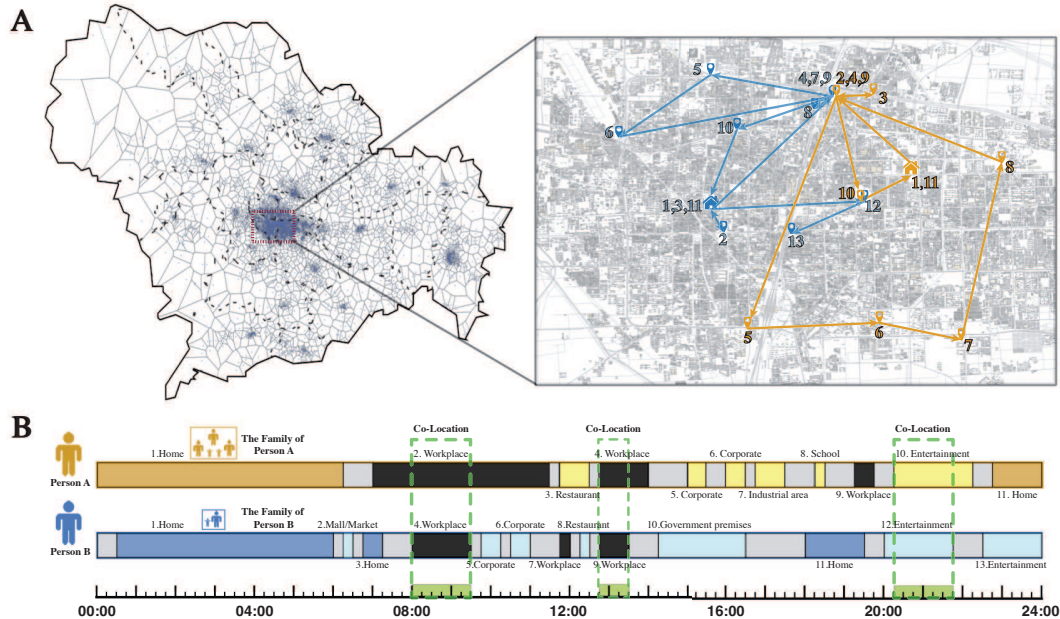 A
5
4,7,9 2,4,9
3
8
10
6
8
1,11
10
1,3,11
12
2
13
5
6
7
B
Co-Location
Co-Location
Co-Location
1.Home
The Family of
Person A
2. Workplace
4. Workplace
6. Corporate
8. School
10. Entertainment
Person A
3. Restaurant
5. Corporate
7. Industrial area
9. Workplace
11. Home
1.Home
The Family of
Person B
2.Mall/Market
4.Workplace
6.Corporate
8.Restaurant
10.Government premises
12.Entertainment
Person B
3.Home
5.Corporate
7.Workplace
9.Workplace
11.Home
13.Entertainment
00:00 04:00 08:00 12:00 16:00 20:00 24:00